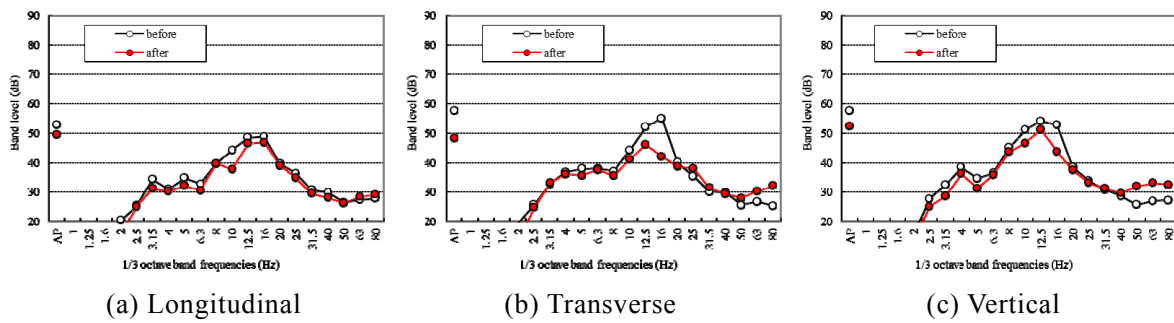 90
80
70
60
50
40
30
20
Band level (dB)
before
after
AP 1 1.25 1.6 2 2.5 3.15 4 5 6.3 8 10 12.5 16 20 25 31.5 40 50 63 80
1/3 octave band frequencies (Hz)
(a) Longitudinal
90
80
70
60
50
40
30
20
Band level (dB)
before
after
AP 1 1.25 1.6 2 2.5 3.15 4 5 6.3 8 10 12.5 16 20 25 31.5 40 50 63 80
1/3 octave band frequencies (Hz)
(b) Transverse
90
80
70
60
50
40
30
20
Band level (dB)
before
after
AP 1 1.25 1.6 2 2.5 3.15 4 5 6.3 8 10 12.5 16 20 25 31.5 40 50 63 80
1/3 octave band frequencies (Hz)
(c) Vertical